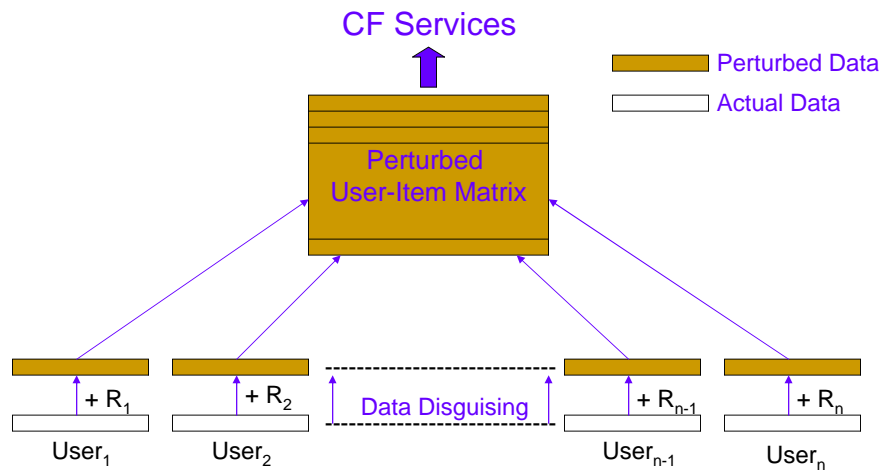 CF Services
Perturbed Data
Actual Data
Perturbed
User-Item Matrix
+ R₁
+ R₂
Data Disguising
+ Rₙ₋₁
+ Rₙ
User₁
User₂
Userₙ₋₁
Userₙ